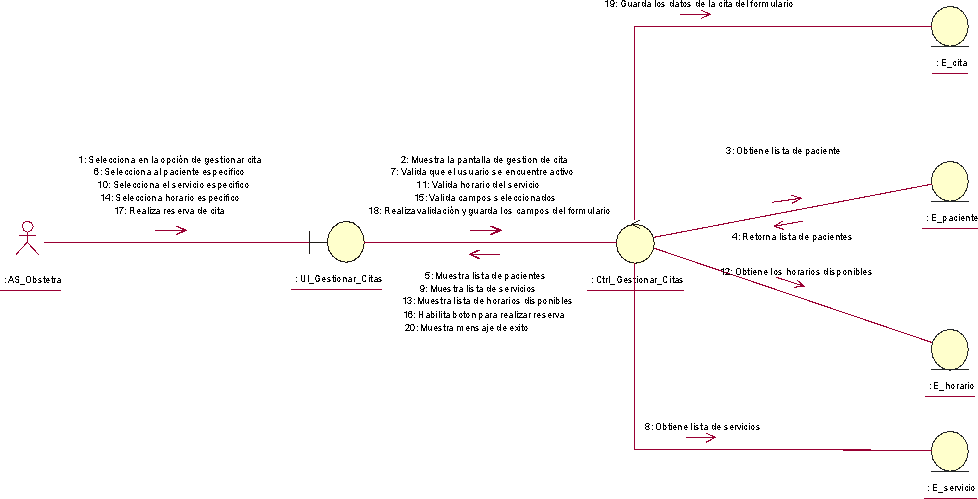 19: Guarda los datos de la cita del formulario
: E_cita
1: Selecciona en la opción de gestionar cita
6: Selecciona al paciente especifico
10: Selecciona el servicio especifico
14: Selecciona horario especifico
17: Realiza reserva de cita
2: Muestra la pantalla de gestion de cita
7: Valida que el usuario se encuentre activo
11: Valida horario del servicio
15: Valida campos seleccionados
18: Realiza validación y guarda los campos del formulario
3: Obtiene lista de paciente
: E_paciente
4: Retorna lista de pacientes
: AS_Obstetra
: UI_Gestionar_Citas
: Ctrl_Gestionar_Citas
5: Muestra lista de pacientes
9: Muestra lista de servicios
13: Muestra lista de horarios disponibles
16: Habilita boton para realizar reserva
20: Muestra mensaje de exito
12: Obtiene los horarios disponibles
: E_horario
8: Obtiene lista de servicios
: E_servicio